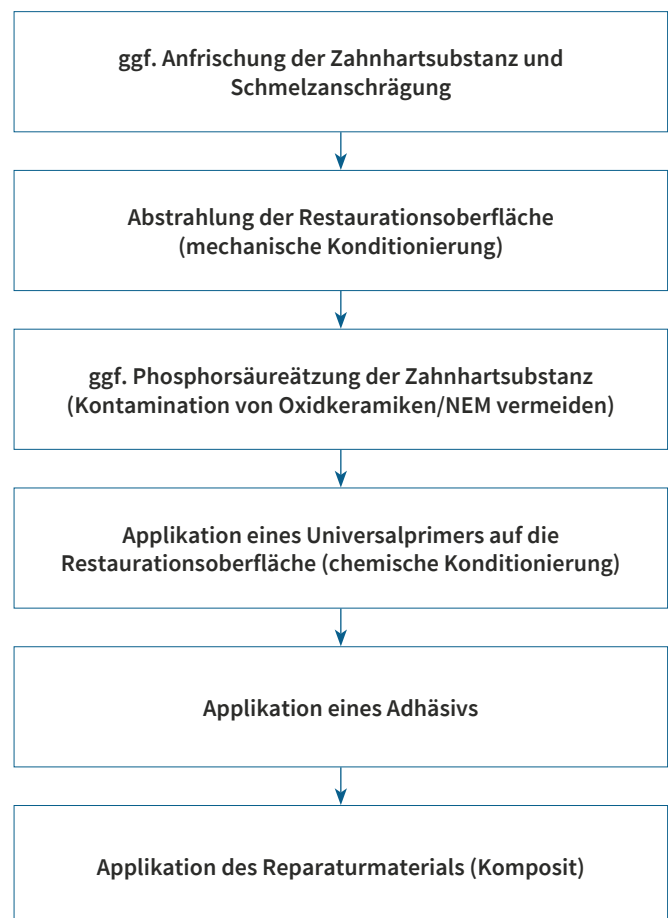 ggf. Anfrischung der Zahnhartsubstanz und
Schmelzanschrägung
Abstrahlung der Restaurationsoberfläche
(mechanische Konditionierung)
ggf. Phosphorsäureätzung der Zahnhartsubstanz
(Kontamination von Oxidkeramiken/NEM vermeiden)
Applikation eines Universalprimers auf die
Restaurationsoberfläche (chemische Konditionierung)
Applikation eines Adhäsivs
Applikation des Reparaturmaterials (Komposit)